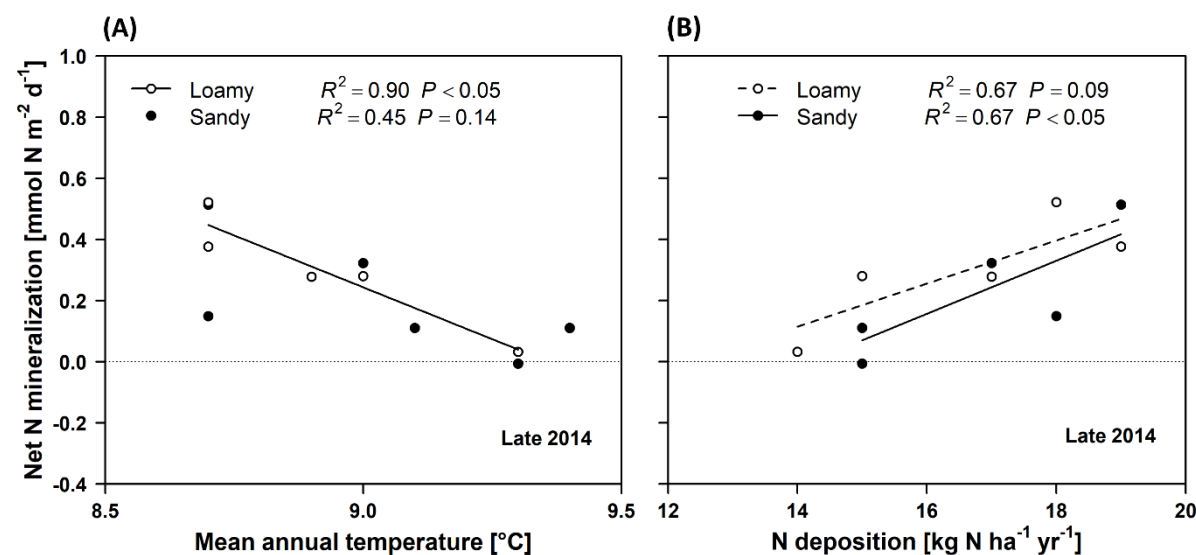 (A)
(B)
Net N mineralization [mmol N m⁻² d⁻¹]
1.0
0.8
0.6
0.4
0.2
0.0
-0.2
-0.4
Loamy R² = 0.90 P < 0.05
Sandy R² = 0.45 P = 0.14
Late 2014
8.5 9.0 9.5
Mean annual temperature [°C]
Loamy R² = 0.67 P = 0.09
Sandy R² = 0.67 P < 0.05
Late 2014
12 14 16 18 20
N deposition [kg N ha⁻¹ yr⁻¹]